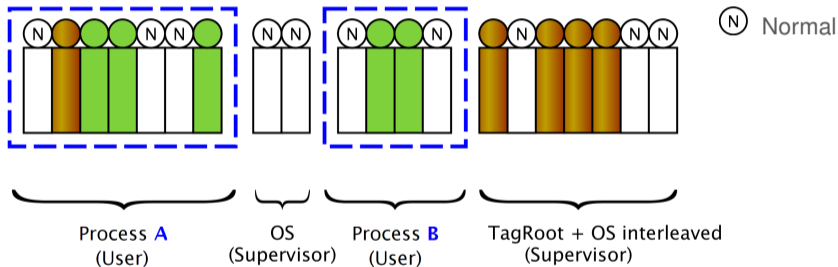 N N N N
N N
N N
N N N
N Normal
Process A
(User)
OS
(Supervisor)
Process B
(User)
TagRoot + OS interleaved
(Supervisor)